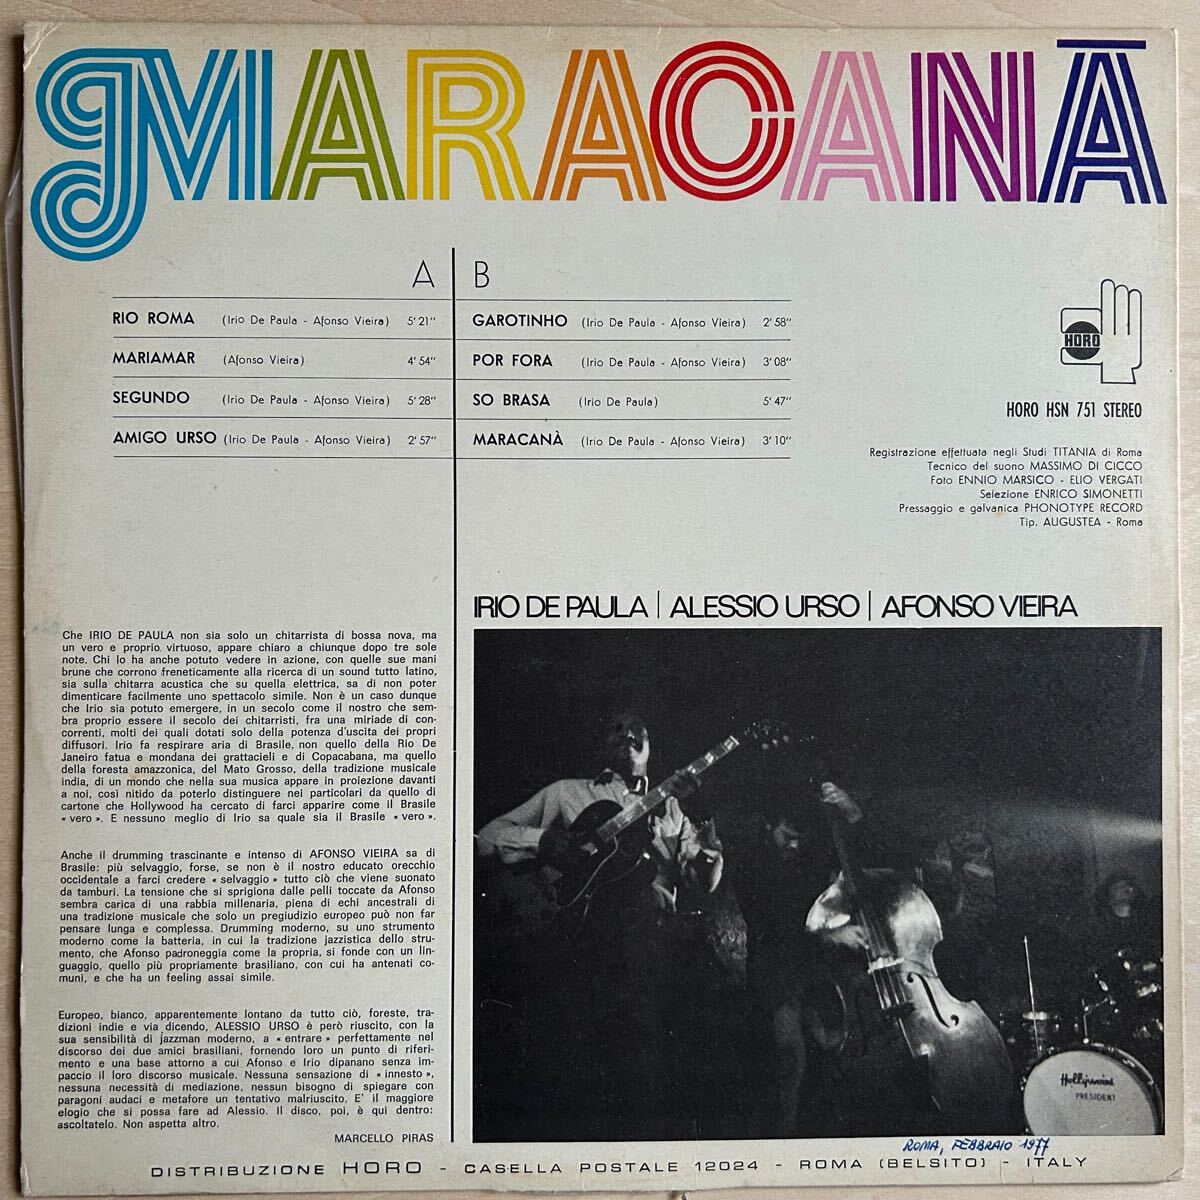 MARACANĀ
A
B
RIO ROMA (Irio De Paula - Afonso Vieira) 5' 21"
MARIAMAR (Afonso Vieira) 4' 54"
SEGUNDO (Irio De Paula - Afonso Vieira) 5' 28"
AMIGO URSO (Irio De Paula - Afonso Vieira) 2' 57"
GAROTINHO (Irio De Paula - Afonso Vieira) 2' 58"
POR FORA (Irio De Paula - Afonso Vieira) 3' 08"
SO BRASA (Irio De Paula) 5' 47"
MARACANÀ (Irio De Paula - Afonso Vieira) 3' 10"
HORO
HORO HSN 751 STEREO
Registrazione effettuata negli Studi TITANIA di Roma
Tecnico del suono MASSIMO DI CICCO
Foto ENNIO MARSICO - ELIO VERGATI
Selezione ENRICO SIMONETTI
Pressaggio e galvanica PHONOTYPE RECORD
Tip. AUGUSTEA - Roma
IRIO DE PAULA | ALESSIO URSO | AFONSO VIEIRA
Che IRIO DE PAULA non sia solo un chitarrista di bossa nova, ma
un vero e proprio virtuoso, appare chiaro a chiunque dopo tre sole
note. Chi lo ha anche potuto vedere in azione, con quelle sue mani
brune che corrono freneticamente alla ricerca di un sound tutto latino,
sia sulla chitarra acustica che su quella elettrica, sa di non poter
dimenticare facilmente uno spettacolo simile. Non è un caso dunque
che Irio sia potuto emergere, in un secolo come il nostro che sem-
bra proprio essere il secolo dei chitarristi, fra una miriade di con-
correnti, molti dei quali dotati solo della potenza d'uscita dei propri
diffusori. Irio fa respirare aria di Brasile, non quello della Rio De
Janeiro fatua e mondana dei grattacieli e di Copacabana, ma quello
della foresta amazzonica, del Mato Grosso, della tradizione musicale
india, di un mondo che nella sua musica appare in proiezione davanti
a noi, così nitido da poterlo distinguere nei particolari da quello di
cartone che Hollywood ha cercato di farci apparire come il Brasile
« vero ». E nessuno meglio di Irio sa quale sia il Brasile « vero ».
Anche il drumming trascinante e intenso di AFONSO VIEIRA sa di
Brasile: più selvaggio, forse, se non è il nostro educato orecchio
occidentale a farci credere « selvaggio » tutto ciò che viene suonato
da tamburi. La tensione che si sprigiona dalle pelli toccate da Afonso
sembra carica di una rabbia millenaria, piena di echi ancestrali di
una tradizione musicale che solo un pregiudizio europeo può non far
pensare lunga e complessa. Drumming moderno, su uno strumento
moderno come la batteria, in cui la tradizione jazzistica dello stru-
mento, che Afonso padroneggia come la propria, si fonde con un lin-
guaggio, quello più propriamente brasiliano, con cui ha antenati co-
muni, e che ha un feeling assai simile.
Europeo, bianco, apparentemente lontano da tutto ciò, foreste, tra-
dizioni indie e via dicendo, ALESSIO URSO è però riuscito, con la
sua sensibilità di jazzman moderno, a « entrare » perfettamente nel
discorso dei due amici brasiliani, fornendo loro un punto di riferi-
mento e una base attorno a cui Afonso e Irio dipanano senza im-
paccio il loro discorso musicale. Nessuna sensazione di « innesto »,
nessuna necessità di mediazione, nessun bisogno di spiegare con
paragoni audaci e metafore un tentativo malriuscito. E' il maggiore
elogio che si possa fare ad Alessio. Il disco, poi, è qui dentro:
ascoltatelo. Non aspetta altro.
MARCELLO PIRAS
Hollywood
PRESIDENT
ROMA, FEBBRAIO 1977
DISTRIBUZIONE HORO - CASELLA POSTALE 12024 - ROMA (BELSITO) - ITALY